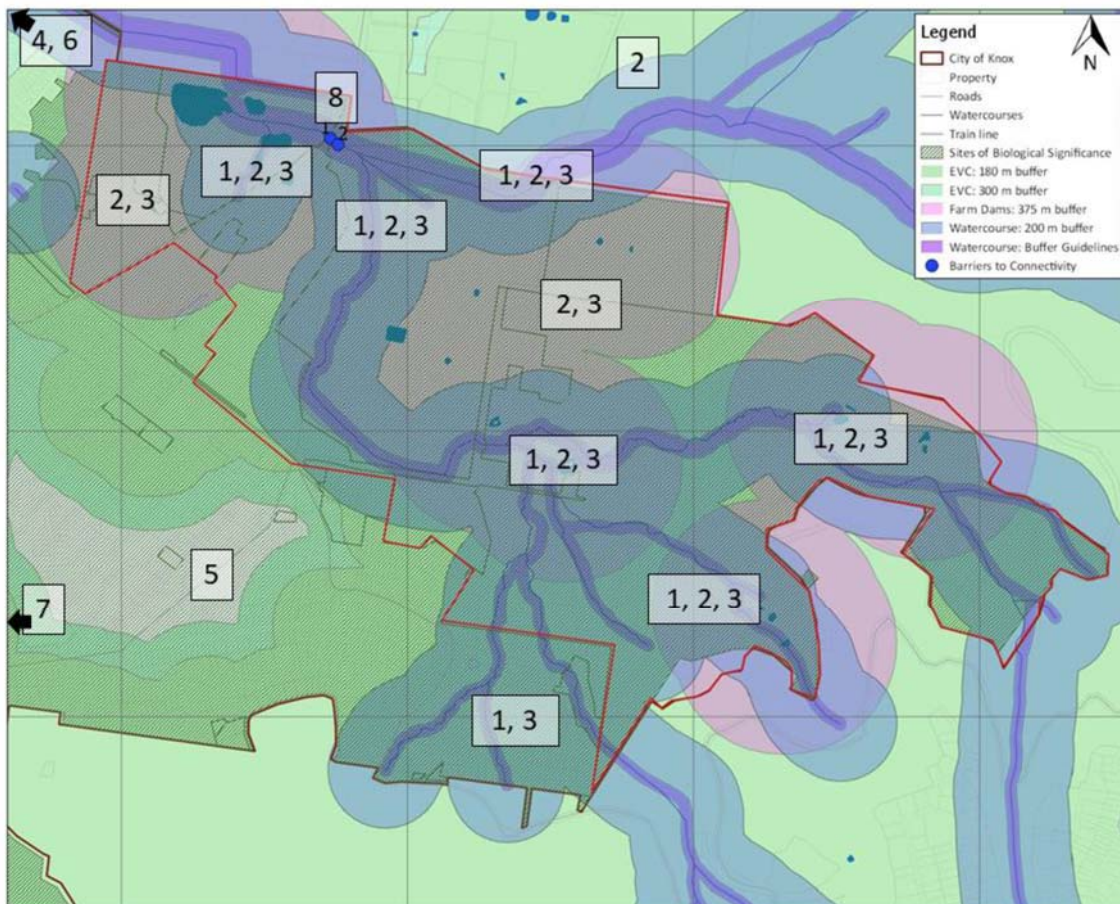 4, 6
8
2
1 2
1, 2, 3
1, 2, 3
2, 3
1, 2, 3
2, 3
1, 2, 3
1, 2, 3
5
7
1, 2, 3
1, 3
Legend
N
City of Knox
Property
Roads
Watercourses
Train line
Sites of Biological Significance
EVC: 180 m buffer
EVC: 300 m buffer
Farm Dams: 375 m buffer
Watercourse: 200 m buffer
Watercourse: Buffer Guidelines
Barriers to Connectivity